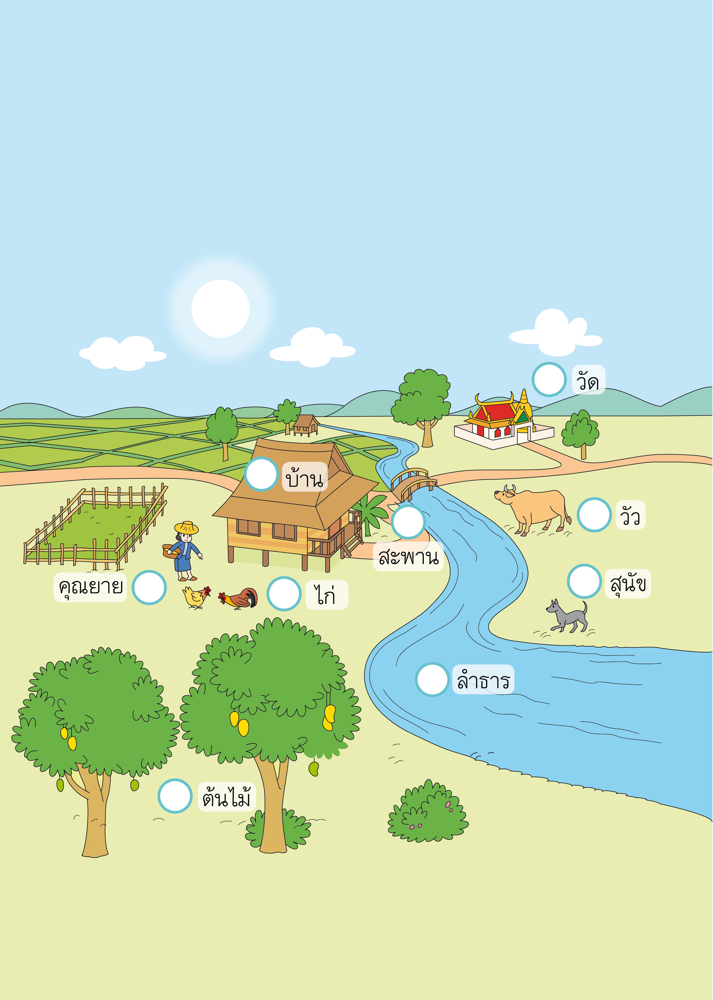 วัด
บ้าน
วัว
สะพาน
คุณยาย
ไก่
สุนัข
ลำธาร
ต้นไม้